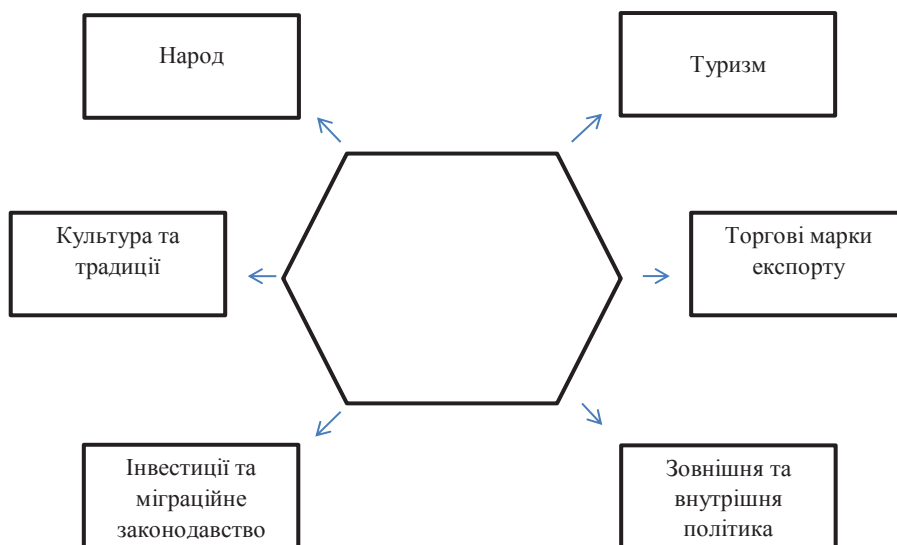 Народ
Туризм
Культура та
традиції
Торгові марки
експорту
Інвестиції та
міграційне
законодавство
Зовнішня та
внутрішня
політика